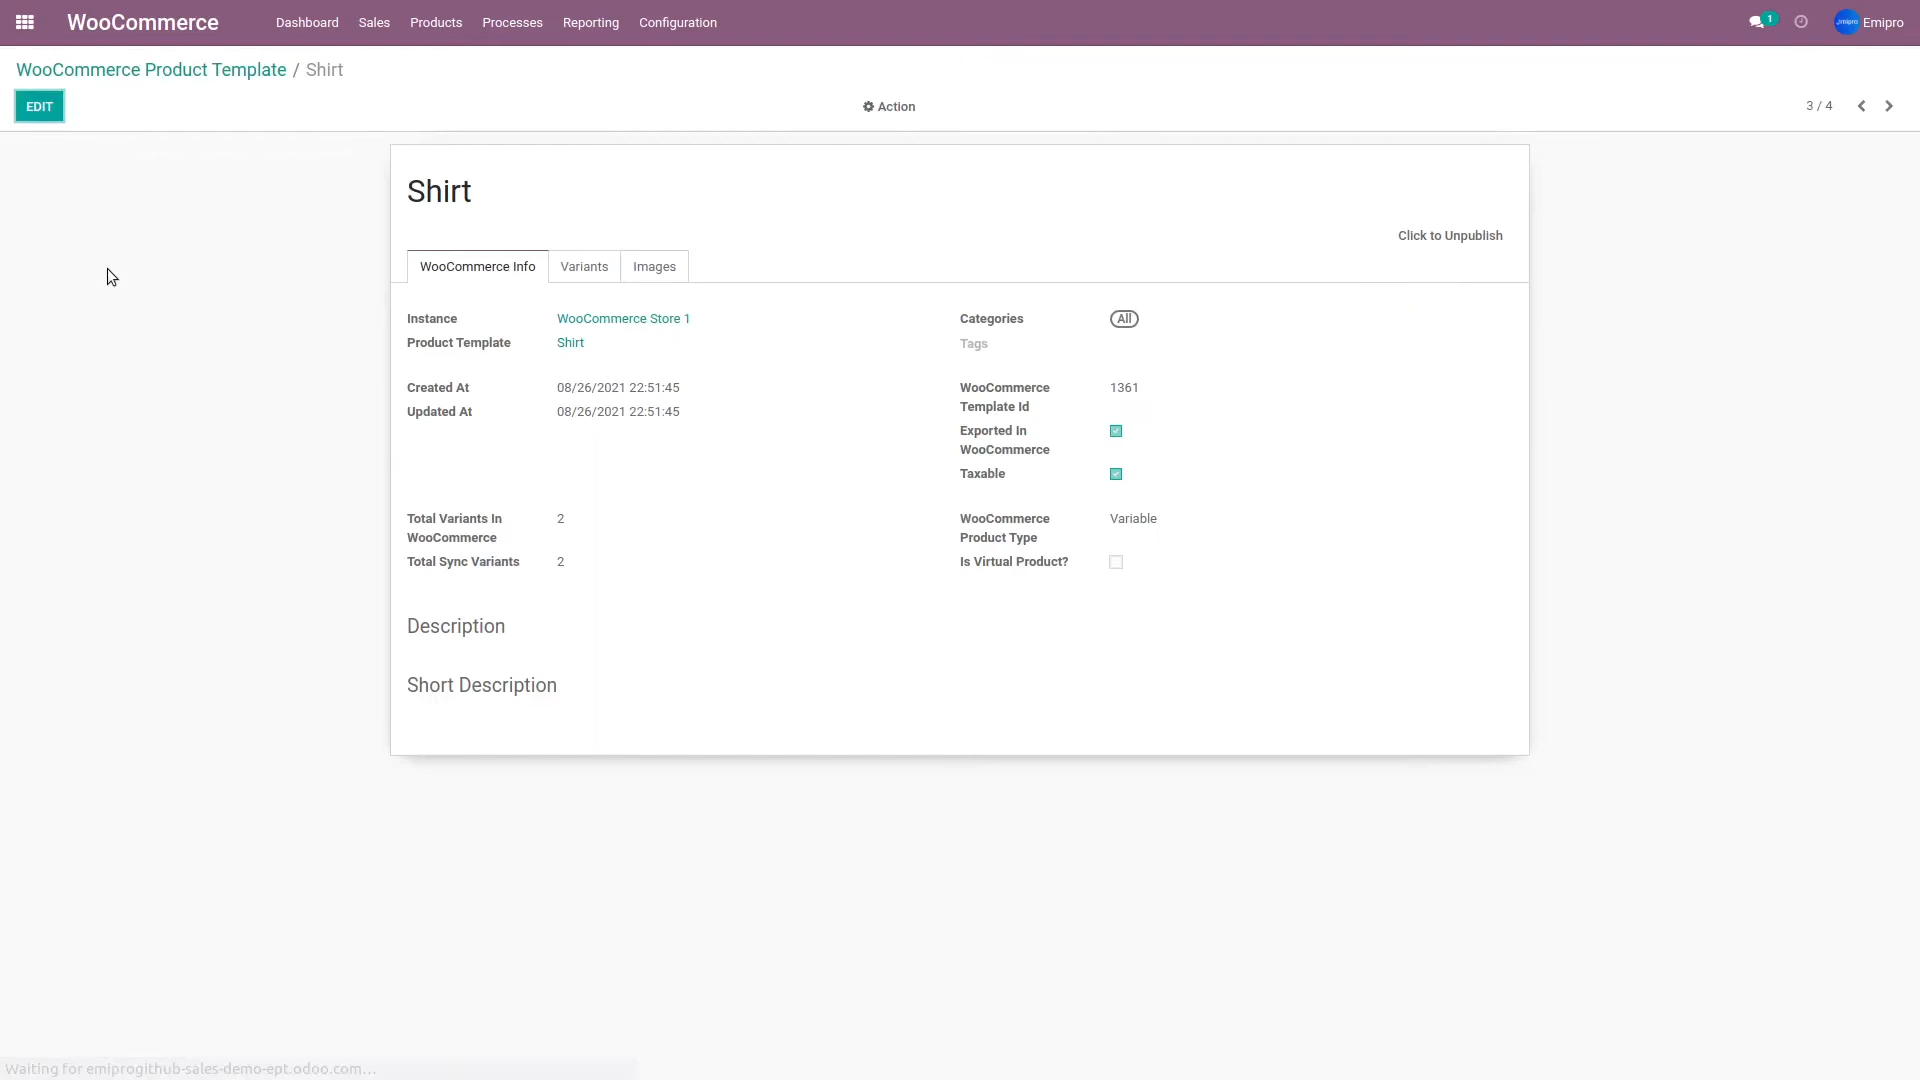 WooCommerce Dashboard Sales Products Processes Reporting Configuration 1 Emipro
WooCommerce Product Template / Shirt
EDIT Action 3 / 4
Shirt
Click to Unpublish
WooCommerce Info Variants Images
Instance WooCommerce Store 1 Categories All
Product Template Shirt Tags
Created At 08/26/2021 22:51:45 WooCommerce Template Id 1361
Updated At 08/26/2021 22:51:45
Exported In WooCommerce
Taxable
Total Variants In WooCommerce 2 WooCommerce Product Type Variable
Total Sync Variants 2 Is Virtual Product?
Description
Short Description
Waiting for emiprogithub-sales-demo-ept.odoo.com...